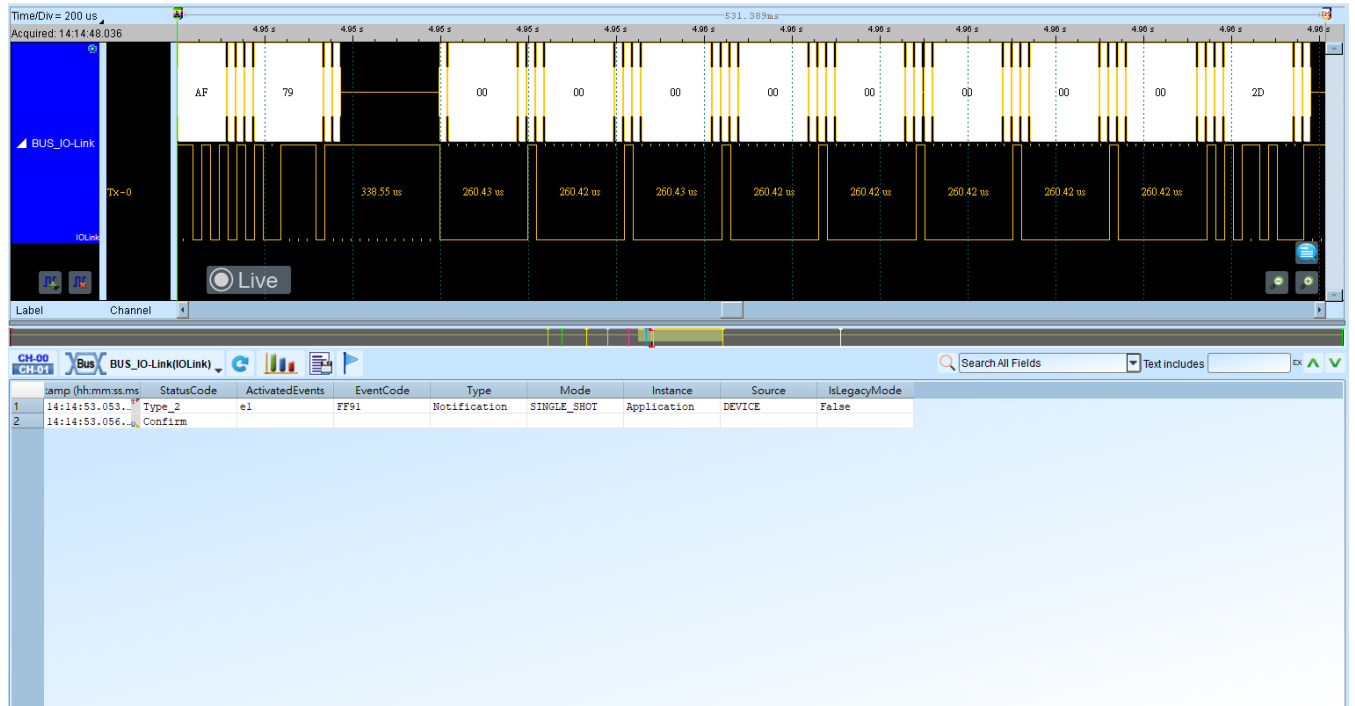 Time/Div= 200 us
531.389ms
Acquired: 14:14:48.036
4.95 s 4.95 s 4.95 s 4.95 s 4.95 s 4.96 s 4.96 s 4.96 s 4.96 s 4.96 s 4.96 s 4.96 s 4.96 s
AF 79 00 00 00 00 00 00 00 00 2D
BUS_IO-Link
Tx-0
338.55 us 260.43 us 260.42 us 260.43 us 260.42 us 260.42 us 260.42 us 260.42 us 260.42 us
IOLink
Live
Label Channel
CH-00
CH-01
Bus BUS_IO-Link(IOLink)
Search All Fields Text includes EX
:amp (hh:mm:ss.ms StatusCode ActivatedEvents EventCode Type Mode Instance Source IsLegacyMode
1 14:14:53.053... Type_2 e1 FF91 Notification SINGLE_SHOT Application DEVICE False
2 14:14:53.056... Confirm